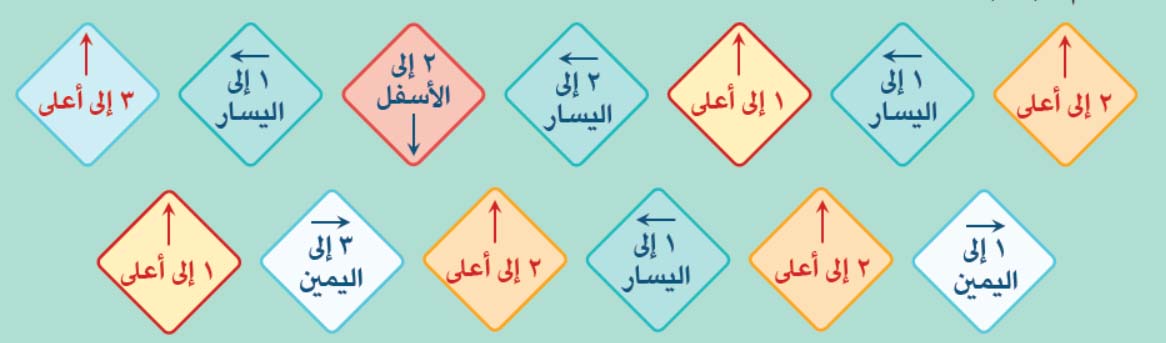 ٢ إلى أعلى
١ إلى
اليسار
١ إلى أعلى
٢ إلى
اليسار
٢ إلى
الأسفل
١ إلى
اليسار
٣ إلى أعلى
١ إلى
اليمين
٢ إلى أعلى
١ إلى
اليسار
٢ إلى أعلى
٣ إلى
اليمين
١ إلى أعلى